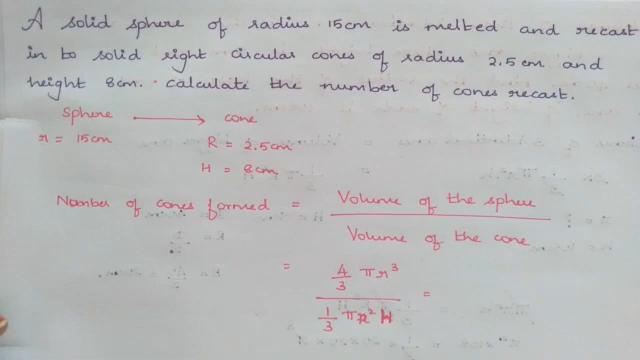 A solid sphere of radius 15cm is melted and recast
in to solid right circular cones of radius 2.5cm and
height 8cm. calculate the number of cones recast.
sphere → cone
r = 15cm R = 2.5cm
H = 8cm
Number of cones formed = Volume of the sphere
Volume of the cone
= 4/3 πr³
1/3 πr² H =